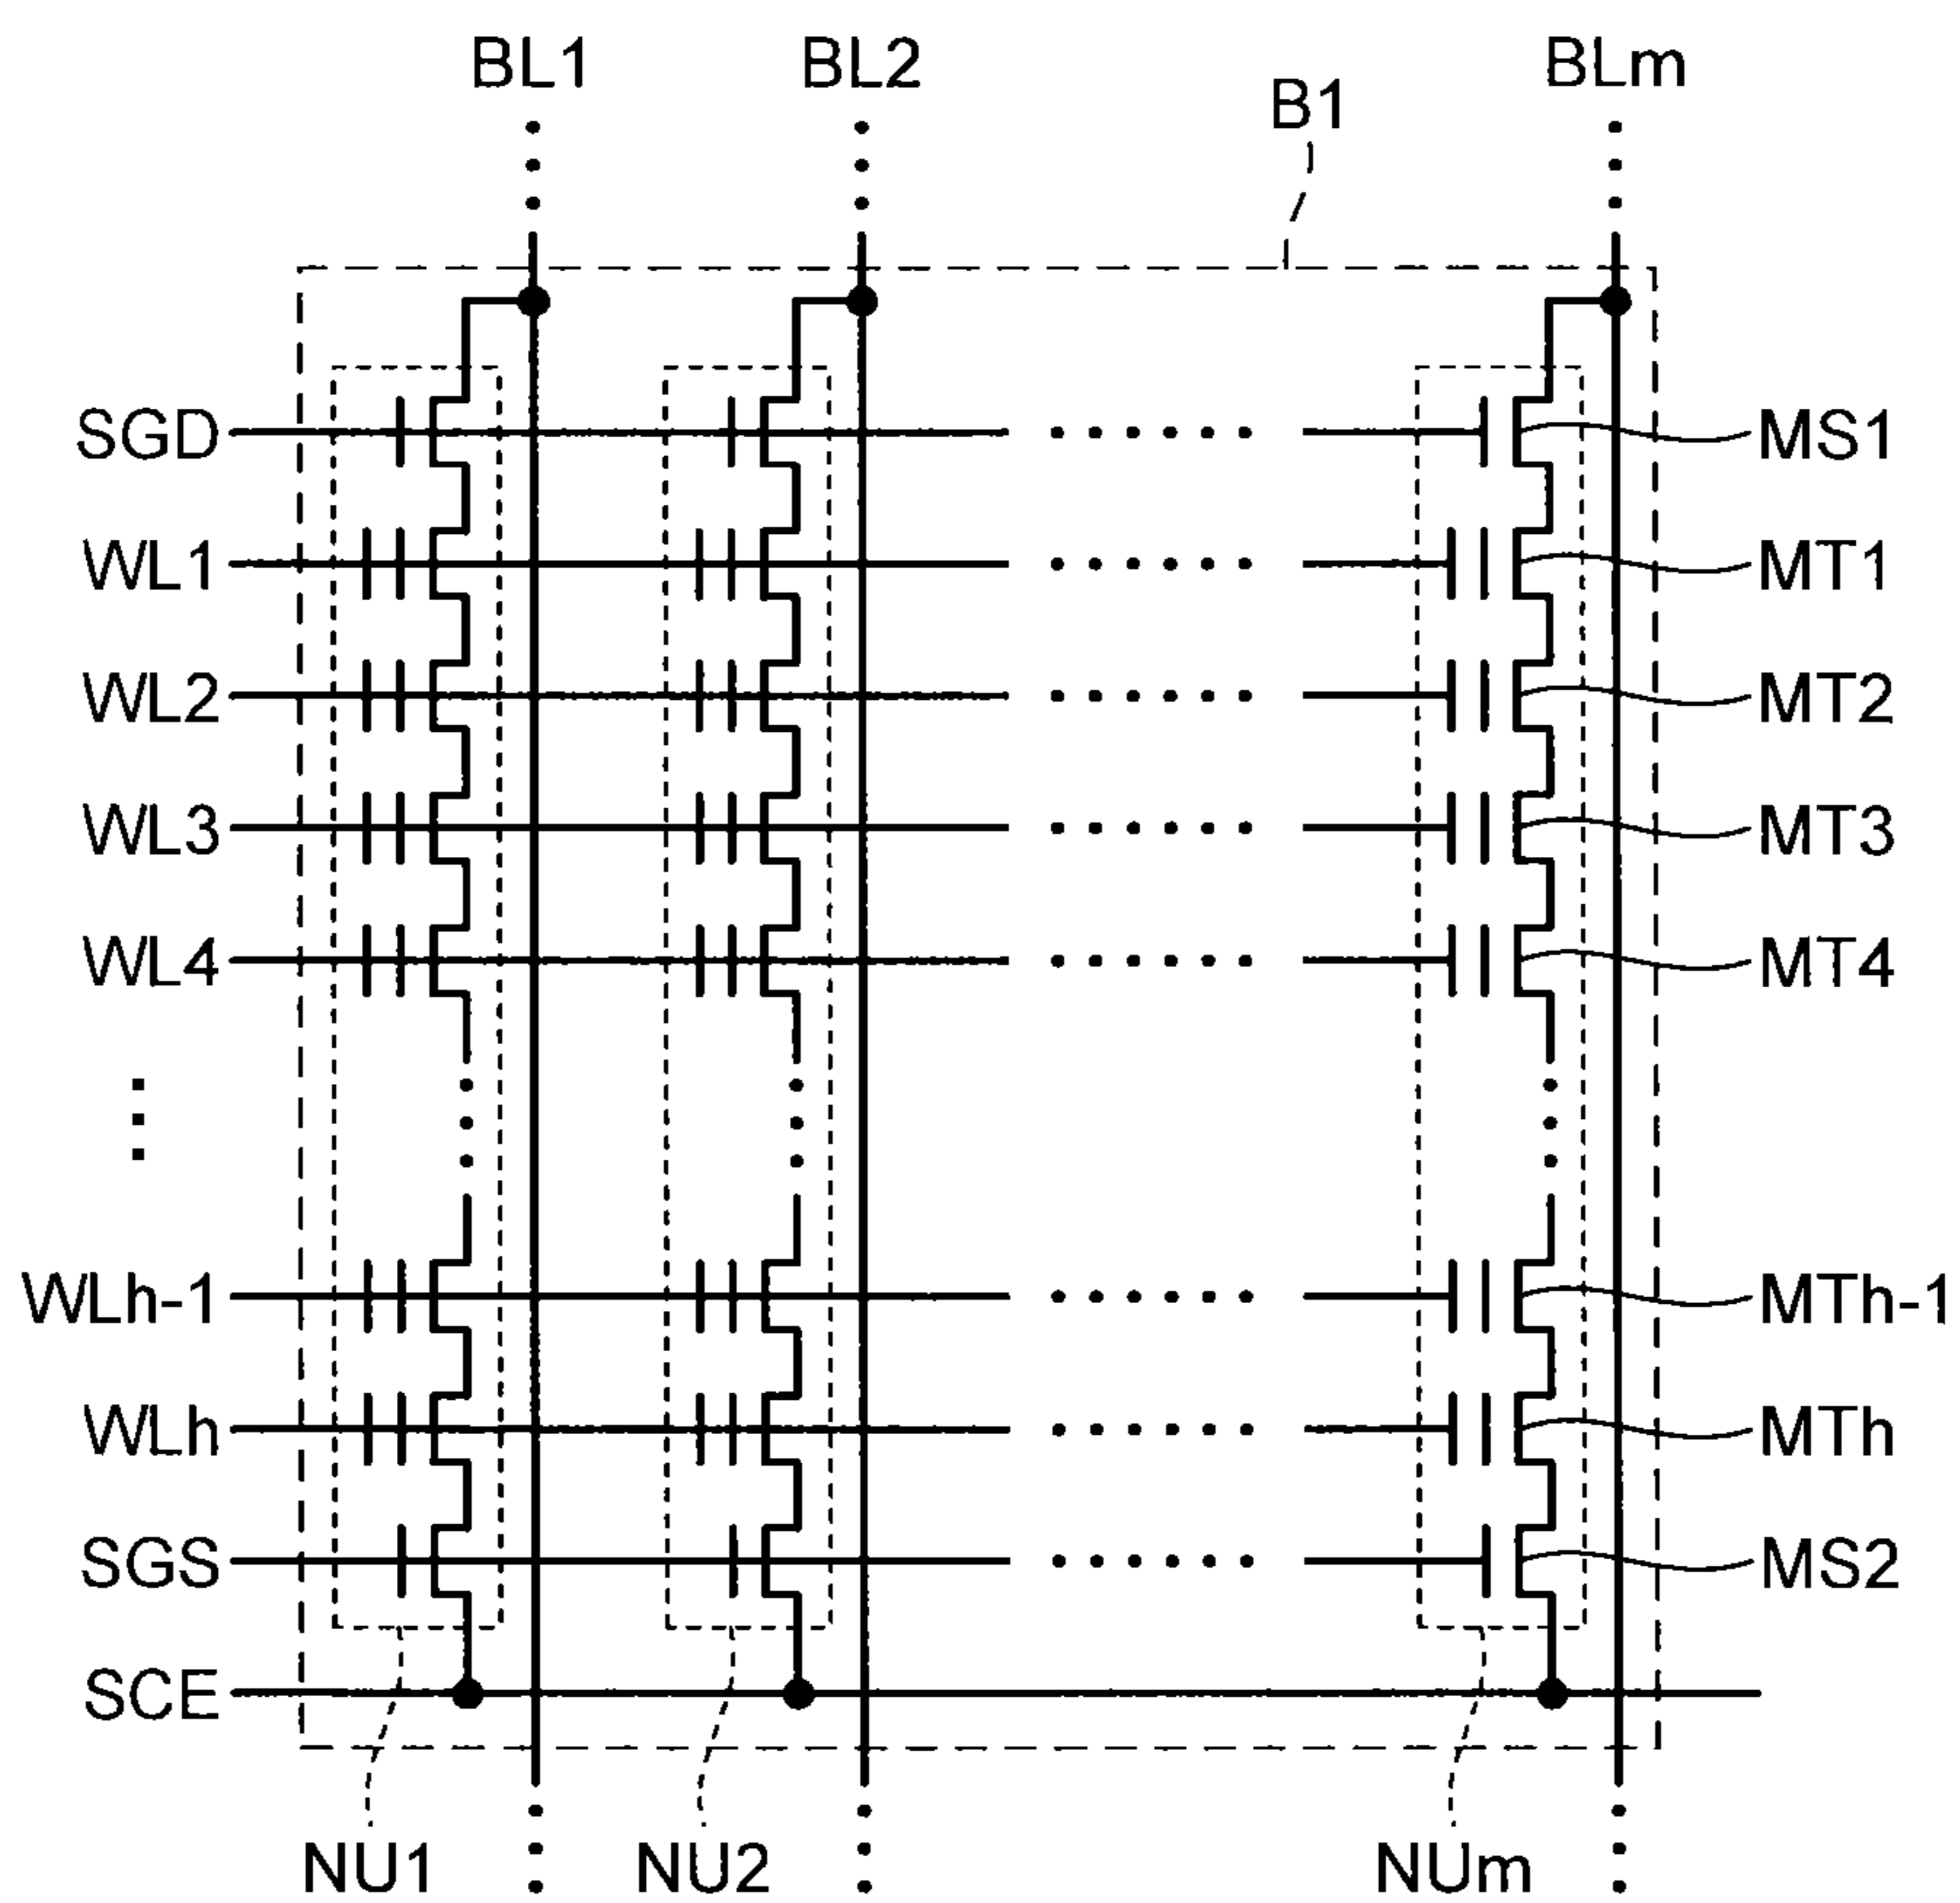 BL1
BL2
BLm
B1
SGD
MS1
WL1
MT1
WL2
MT2
WL3
MT3
WL4
MT4
WLh-1
MTh-1
WLh
MTh
SGS
MS2
SCE
NU1
NU2
NUm